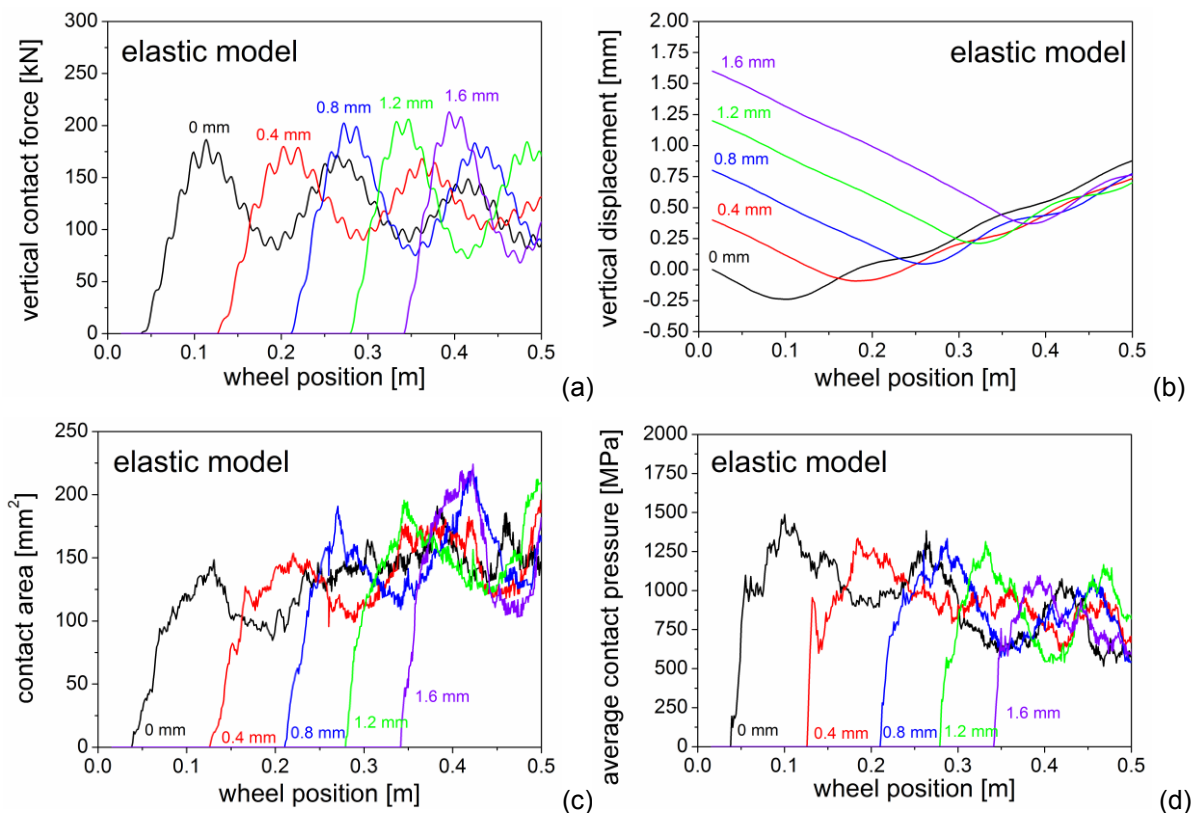 elastic model
vertical contact force [kN]
300
250
200
150
100
50
0
0 mm
0.4 mm
0.8 mm
1.2 mm
1.6 mm
0.0 0.1 0.2 0.3 0.4 0.5
wheel position [m]
(a)
elastic model
vertical displacement [mm]
2.00
1.75
1.50
1.25
1.00
0.75
0.50
0.25
0.00
-0.25
-0.50
1.6 mm
1.2 mm
0.8 mm
0.4 mm
0 mm
0.0 0.1 0.2 0.3 0.4 0.5
wheel position [m]
(b)
elastic model
contact area [mm²]
250
200
150
100
50
0
0 mm
0.4 mm
0.8 mm
1.2 mm
1.6 mm
0.0 0.1 0.2 0.3 0.4 0.5
wheel position [m]
(c)
elastic model
average contact pressure [MPa]
2000
1750
1500
1250
1000
750
500
250
0
0 mm
0.4 mm
0.8 mm
1.2 mm
1.6 mm
0.0 0.1 0.2 0.3 0.4 0.5
wheel position [m]
(d)